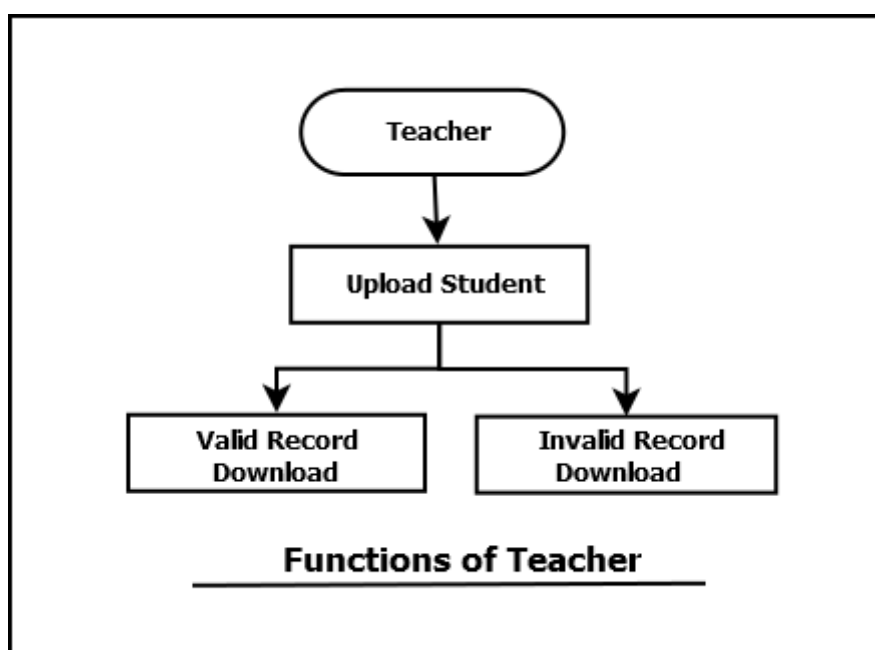 Teacher
Upload Student
Valid Record
Download
Invalid Record
Download
Functions of Teacher